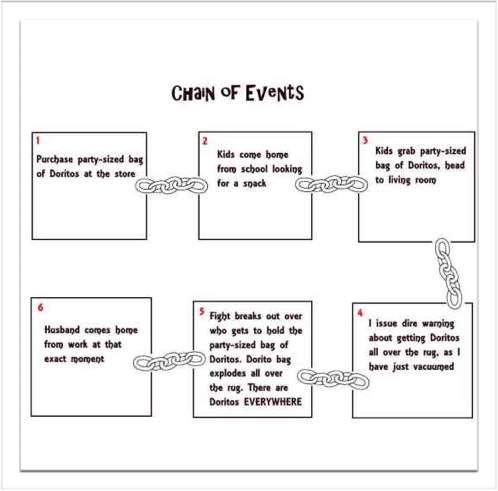 CHaiN oF EVeNtS
1
Purchase party-sized bag
of Doritos at the store
2
Kids come home
from school looking
for a snack
3
Kids grab party-sized
bag of Doritos, head
to living room
4
I issue dire warning
about getting Doritos
all over the rug, as I
have just vacuumed
5
Fight breaks out over
who gets to hold the
party-sized bag of
Doritos. Dorito bag
explodes all over
the rug. There are
Doritos EVERYWHERE
6
Husband comes home
from work at that
exact moment